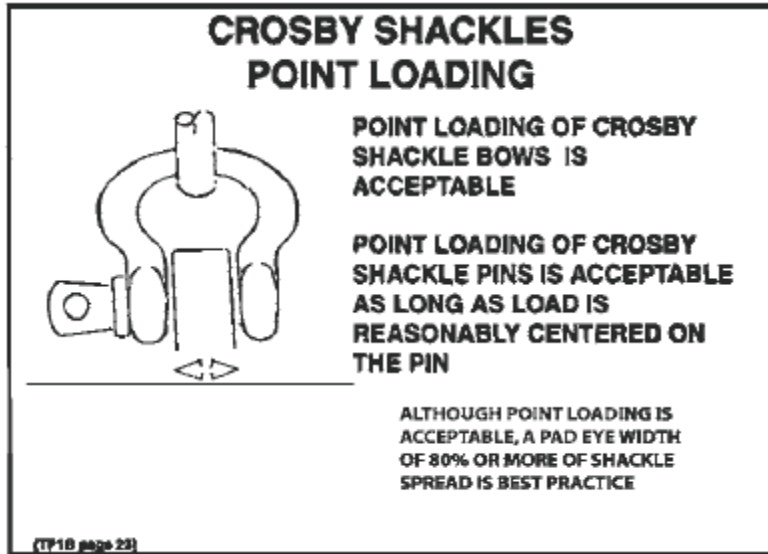 CROSBY SHACKLES
POINT LOADING
POINT LOADING OF CROSBY
SHACKLE BOWS IS
ACCEPTABLE
POINT LOADING OF CROSBY
SHACKLE PINS IS ACCEPTABLE
AS LONG AS LOAD IS
REASONABLY CENTERED ON
THE PIN
ALTHOUGH POINT LOADING IS
ACCEPTABLE, A PAD EYE WIDTH
OF 80% OR MORE OF SHACKLE
SPREAD IS BEST PRACTICE
page